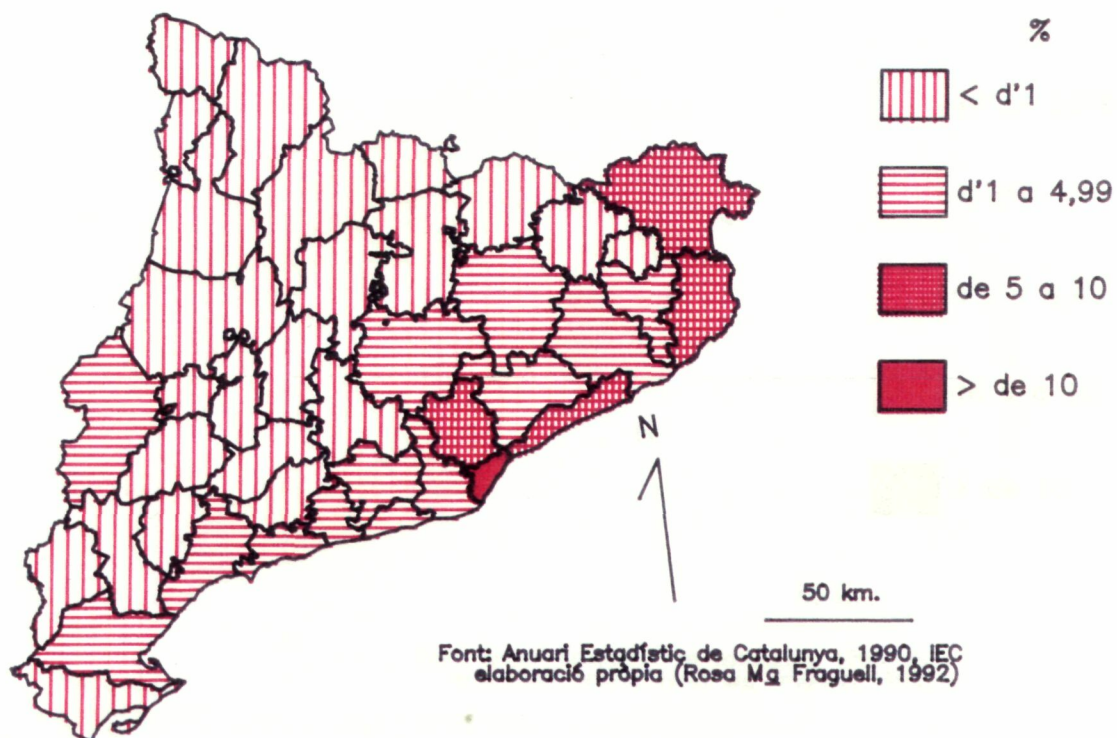 %
< d'1
d'1 a 4,99
de 5 a 10
> de 10
N
50 km.
Font: Anuari Estadístic de Catalunya, 1990, IEC
elaboració pròpia (Rosa Mª Fraguell, 1992)